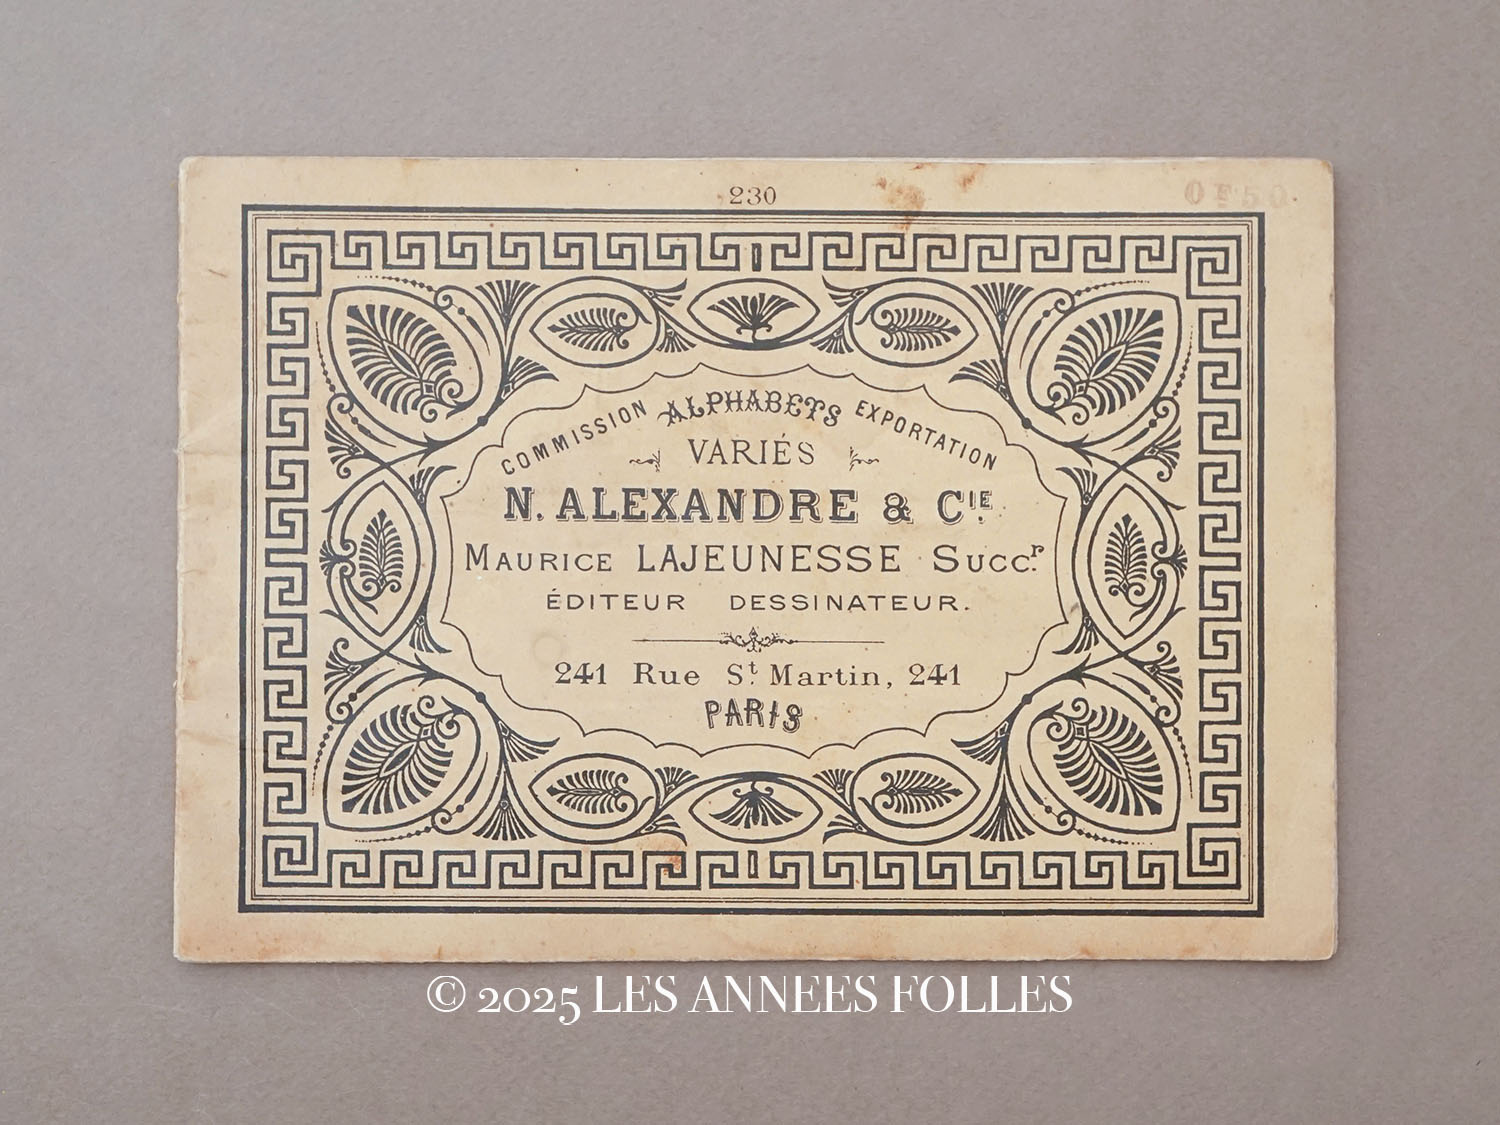 230
0F50
COMMISSION ALPHABETS EXPORTATION
VARIÉS
N. ALEXANDRE & CIE.
MAURICE LAJEUNESSE SUCCr.
ÉDITEUR DESSINATEUR.
241 Rue St. Martin, 241
PARIS
© 2025 LES ANNEES FOLLES